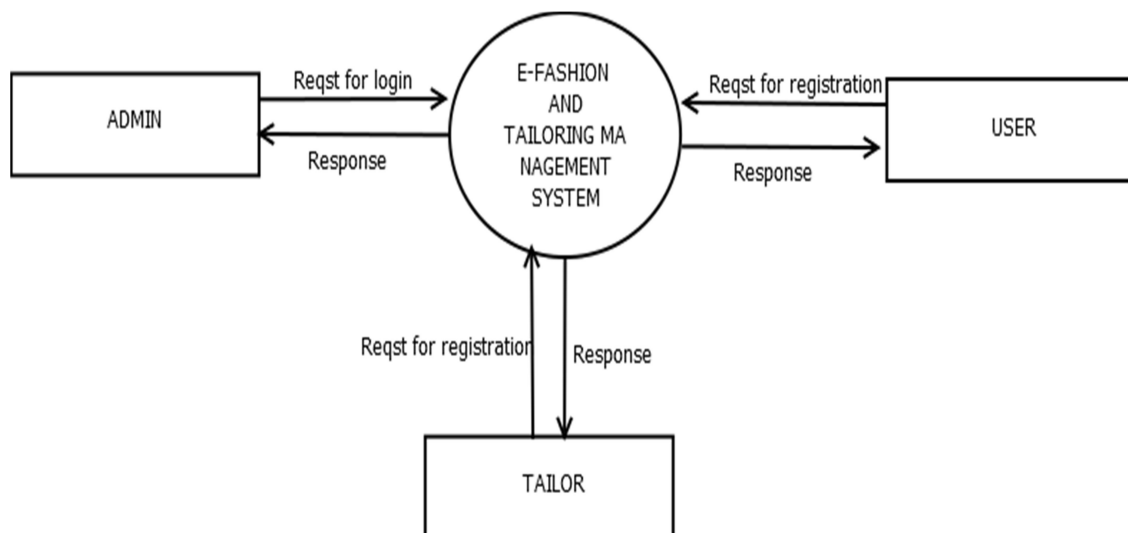 E-FASHION
AND
TAILORING MA
NAGEMENT
SYSTEM
ADMIN
Reqst for login
Response
Reqst for registration
Response
USER
Reqst for registration
Response
TAILOR